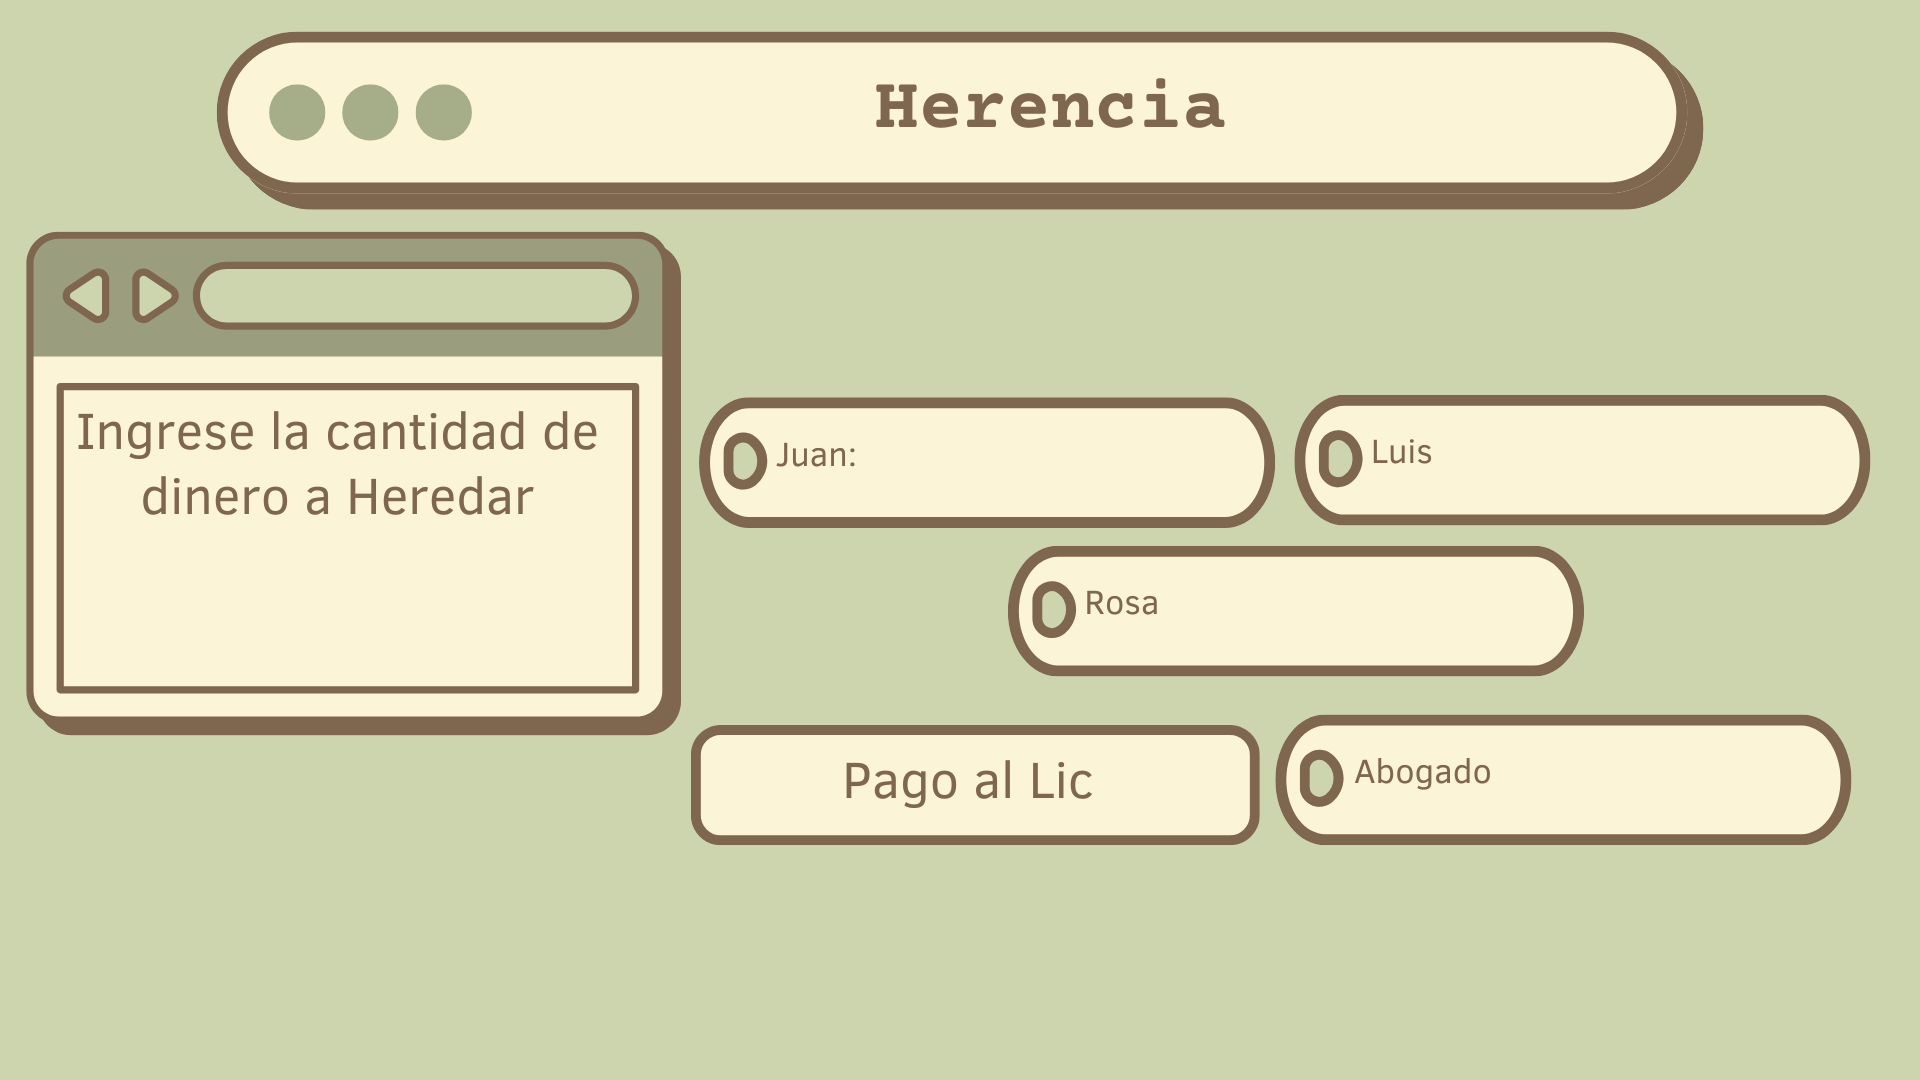 Herencia
Ingrese la cantidad de
dinero a Heredar
Juan:
Luis
Rosa
Pago al Lic
Abogado